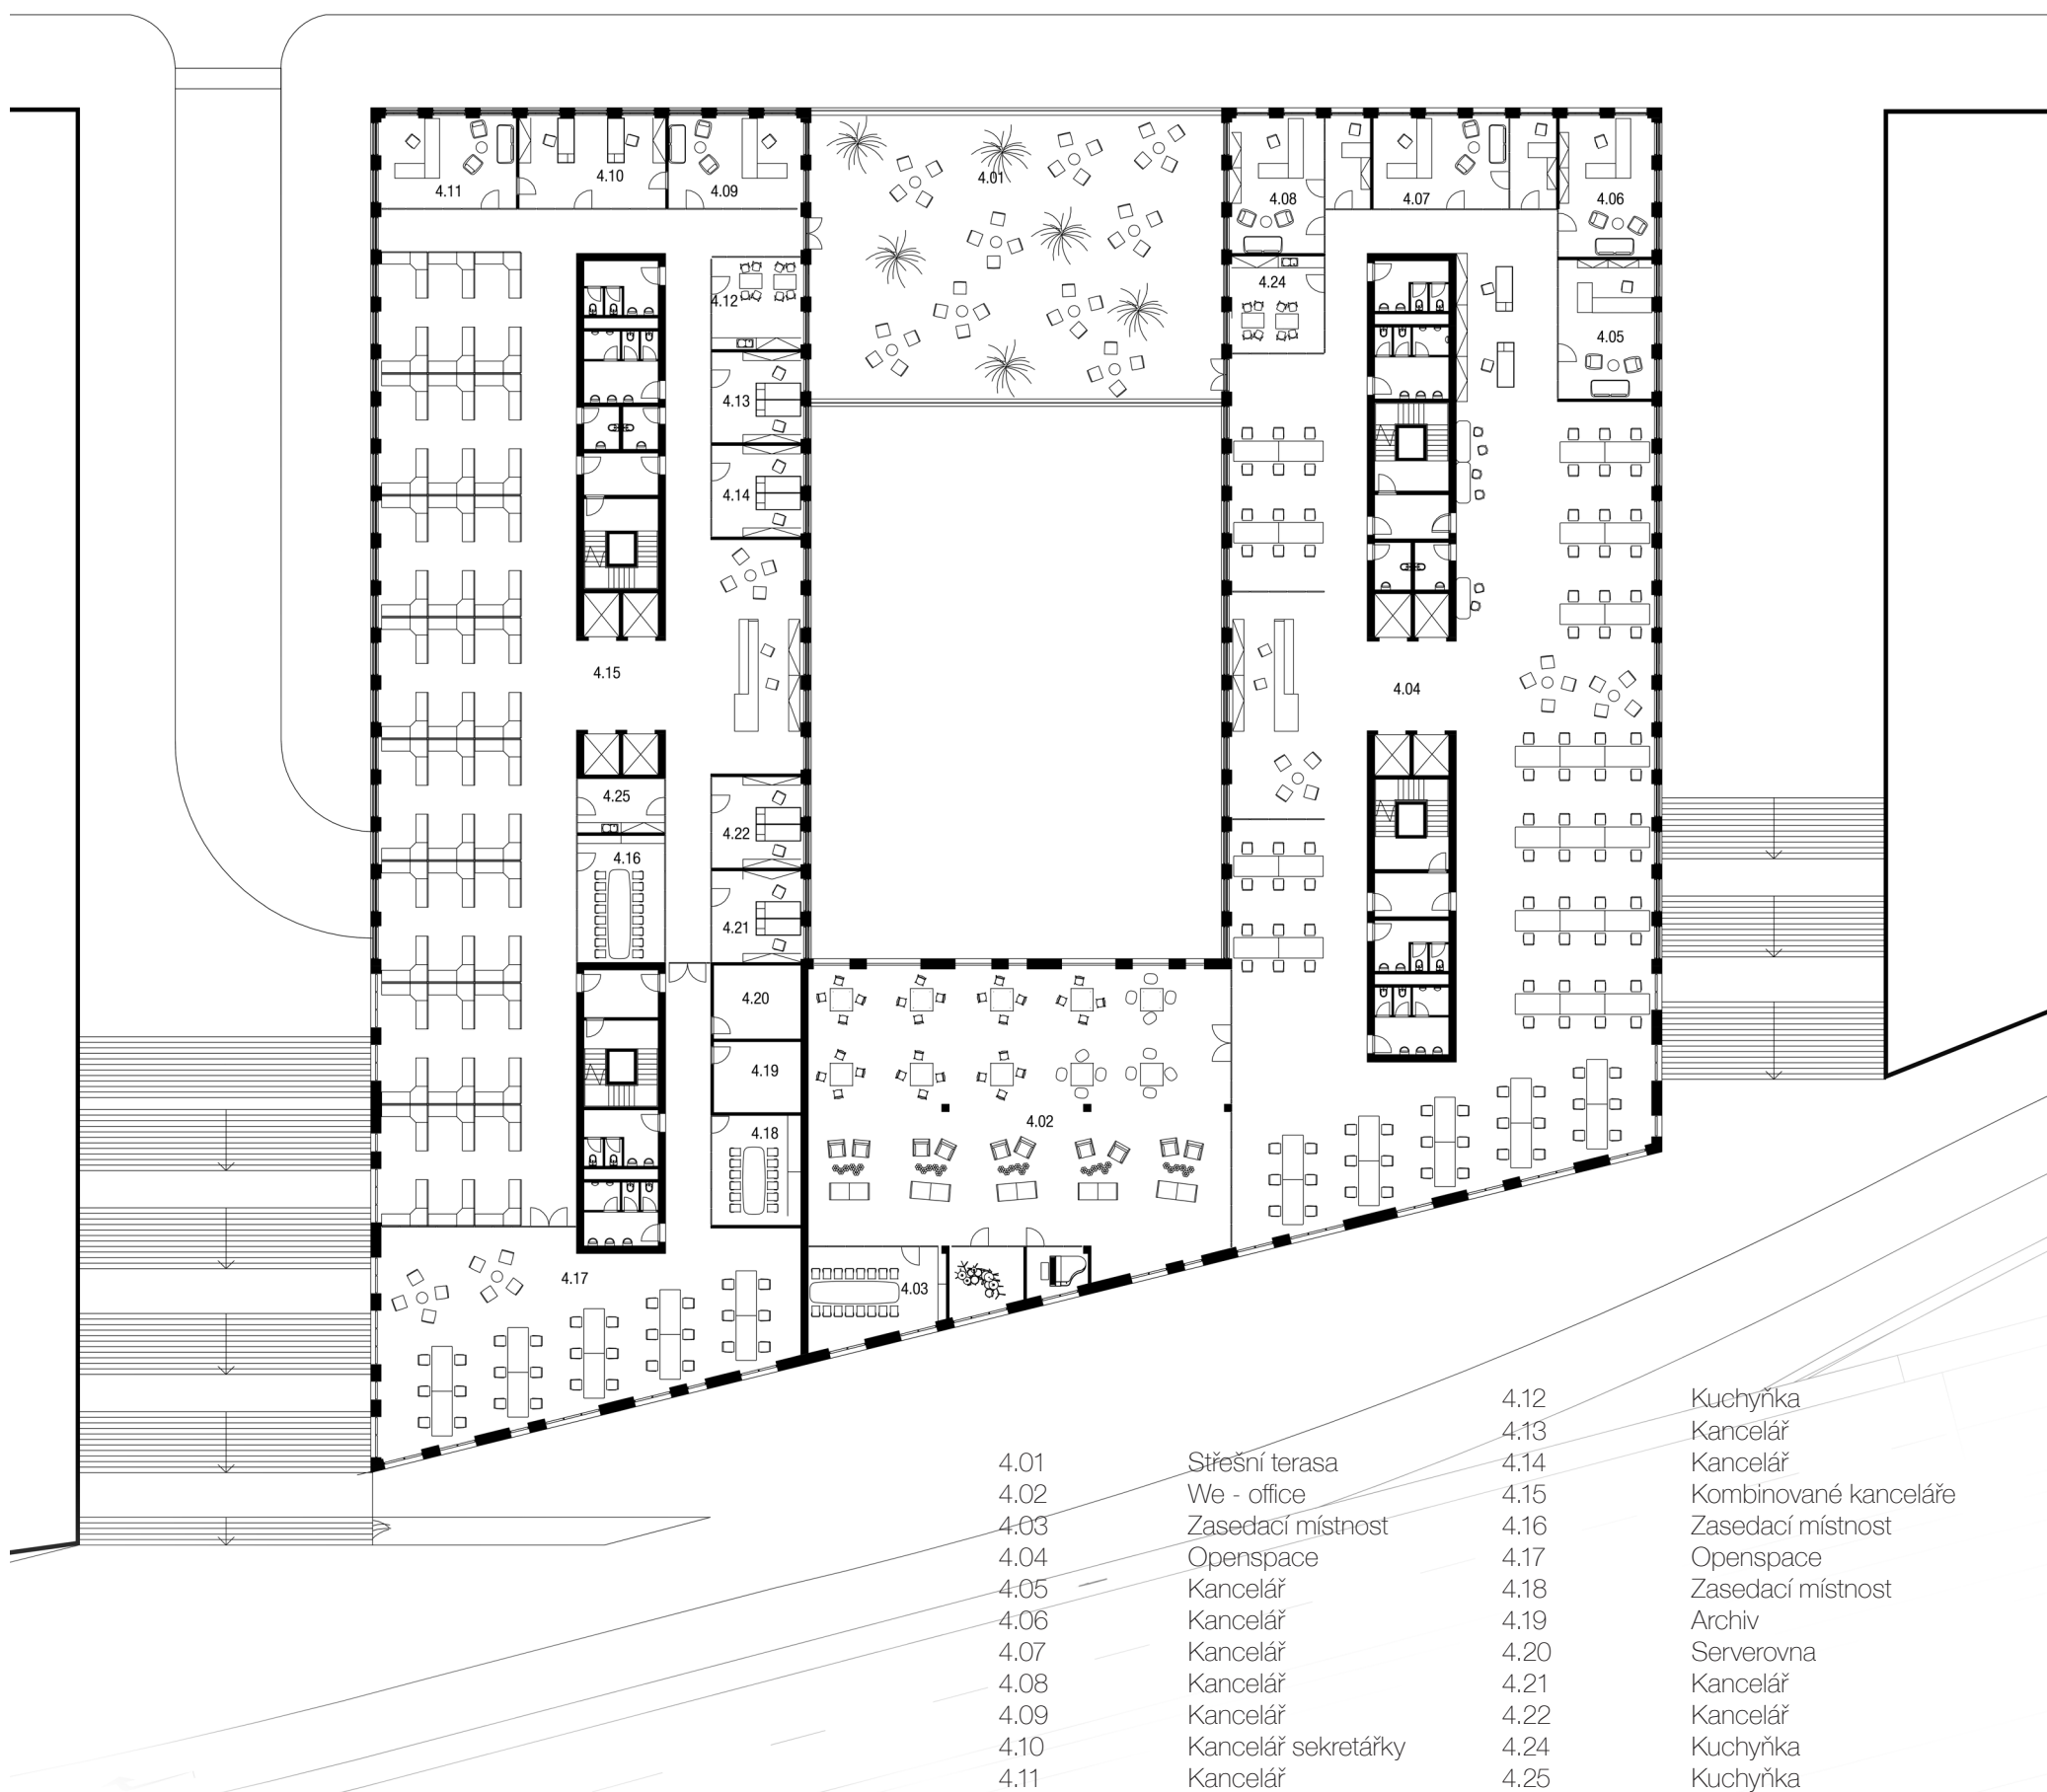 4.11
4.10
4.09
4.01
4.08
4.07
4.06
4.12
4.24
4.05
4.13
4.14
4.15
4.04
4.25
4.22
4.16
4.21
4.20
4.19
4.18
4.02
4.17
4.03
4.01 Střešní terasa
4.02 We - office
4.03 Zasedací místnost
4.04 Openspace
4.05 Kancelář
4.06 Kancelář
4.07 Kancelář
4.08 Kancelář
4.09 Kancelář
4.10 Kancelář sekretářky
4.11 Kancelář
4.12 Kuchyňka
4.13 Kancelář
4.14 Kancelář
4.15 Kombinované kanceláře
4.16 Zasedací místnost
4.17 Openspace
4.18 Zasedací místnost
4.19 Archiv
4.20 Serverovna
4.21 Kancelář
4.22 Kancelář
4.24 Kuchyňka
4.25 Kuchyňka